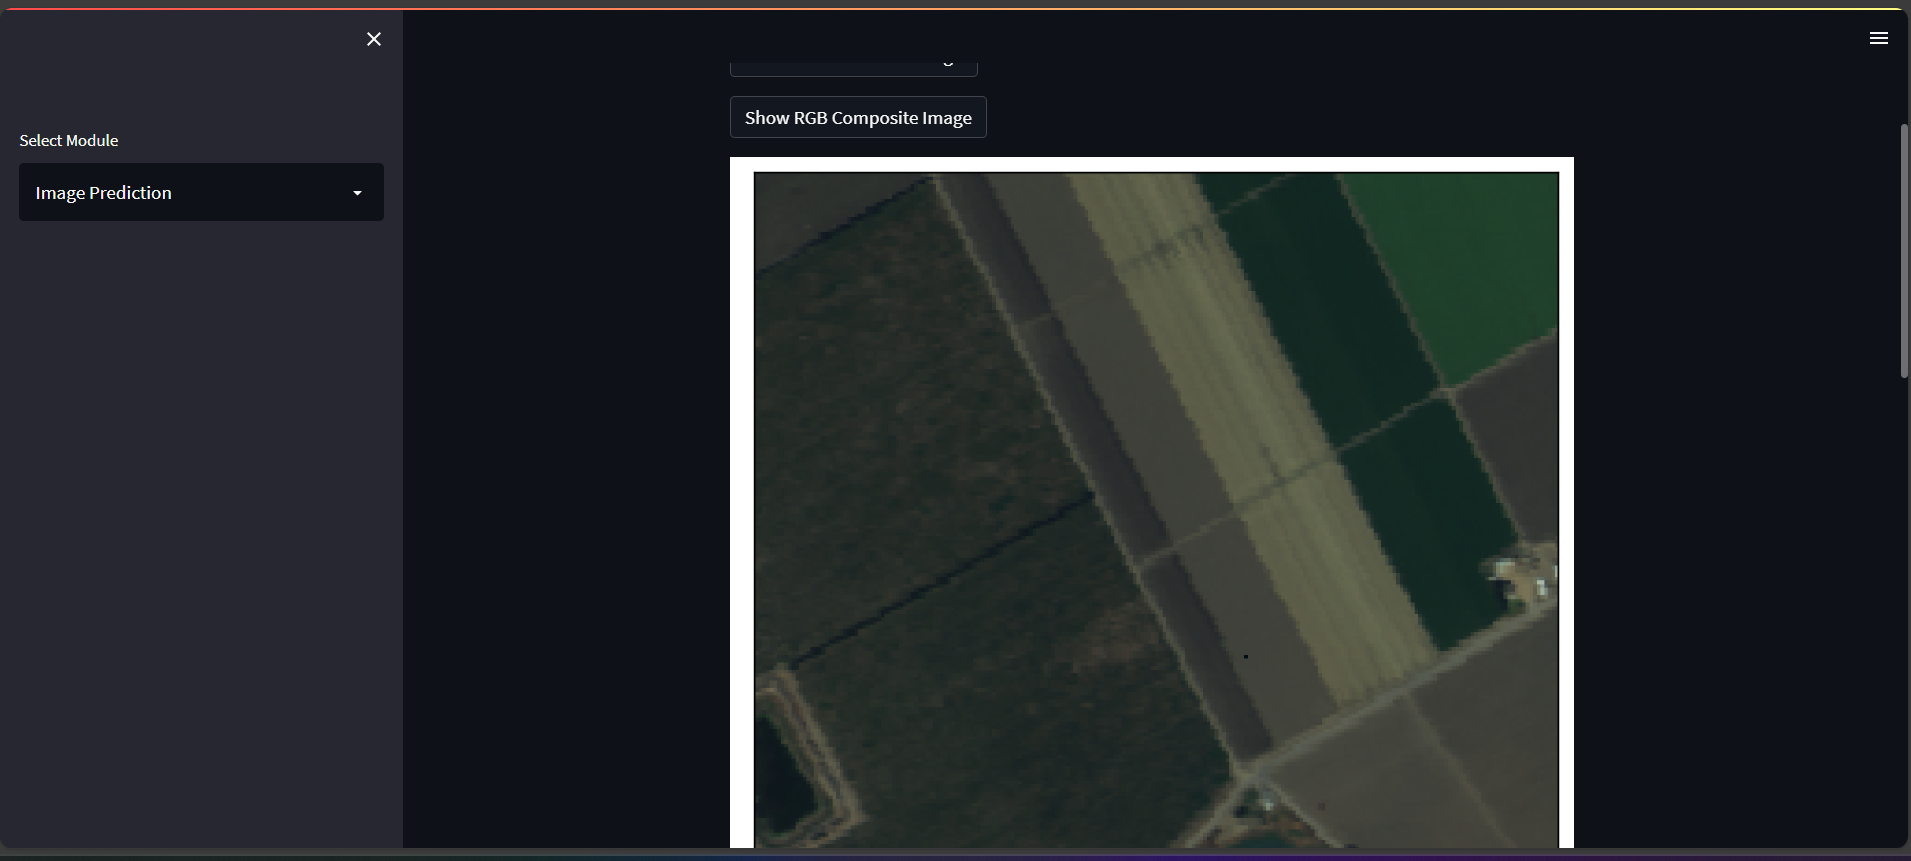 Select Module
Image Prediction
Show RGB Composite Image